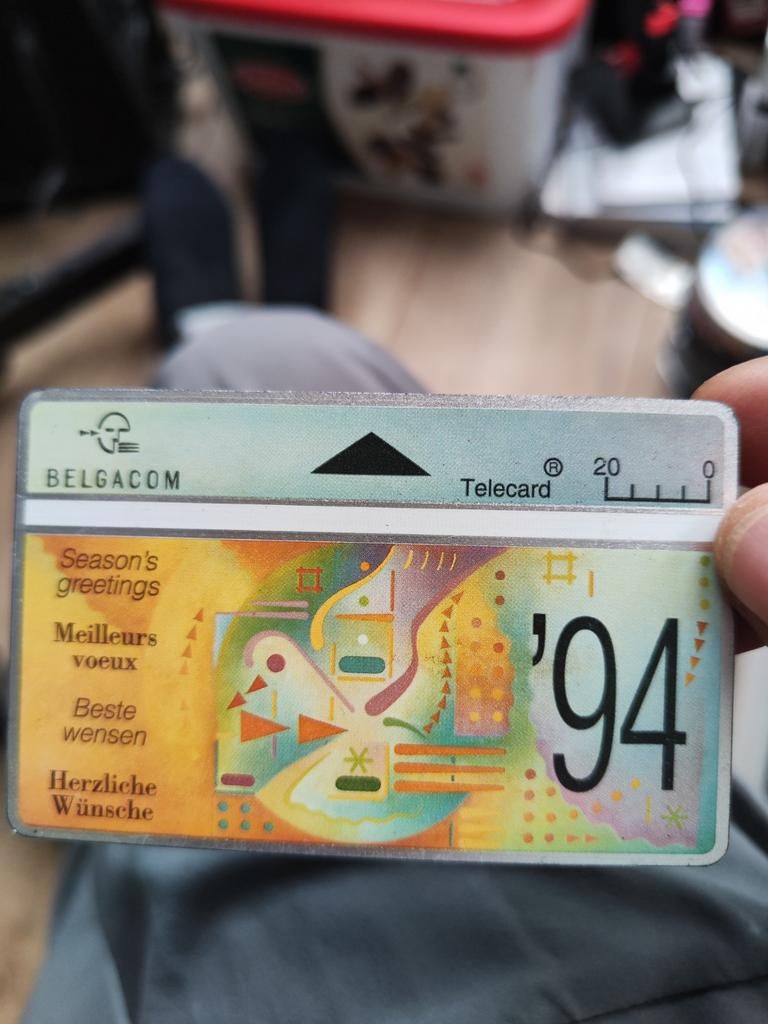 BELGACOM
Telecard ® 20 0
Season's
greetings
Meilleurs
voeux
Beste
wensen
Herzliche
Wünsche
'94